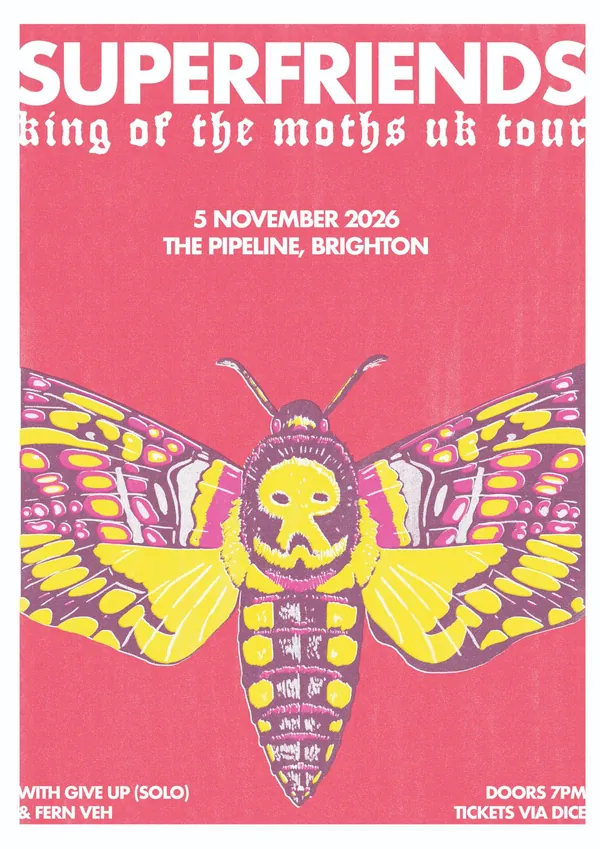 SUPERFRIENDS
king of the moths uk tour
5 NOVEMBER 2026
THE PIPELINE, BRIGHTON
WITH GIVE UP (SOLO)
& FERN VEH
DOORS 7PM
TICKETS VIA DICE